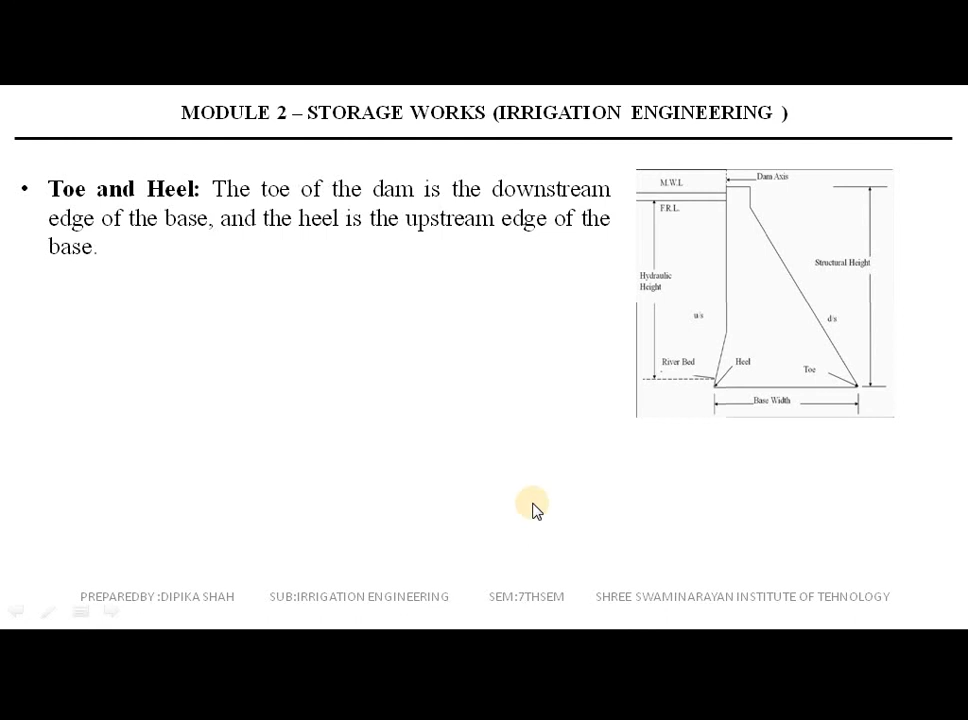 MODULE 2 – STORAGE WORKS (IRRIGATION ENGINEERING )
• Toe and Heel: The toe of the dam is the downstream
edge of the base, and the heel is the upstream edge of the
base.
Dam Axis
M.W.L
F.R.L.
Structural Height
Hydraulic
Height
u/s
d/s
River Bed
Heel
Toe
Base Width
PREPAREDBY :DIPIKA SHAH SUB:IRRIGATION ENGINEERING SEM:7THSEM SHREE SWAMINARAYAN INSTITUTE OF TEHNOLOGY